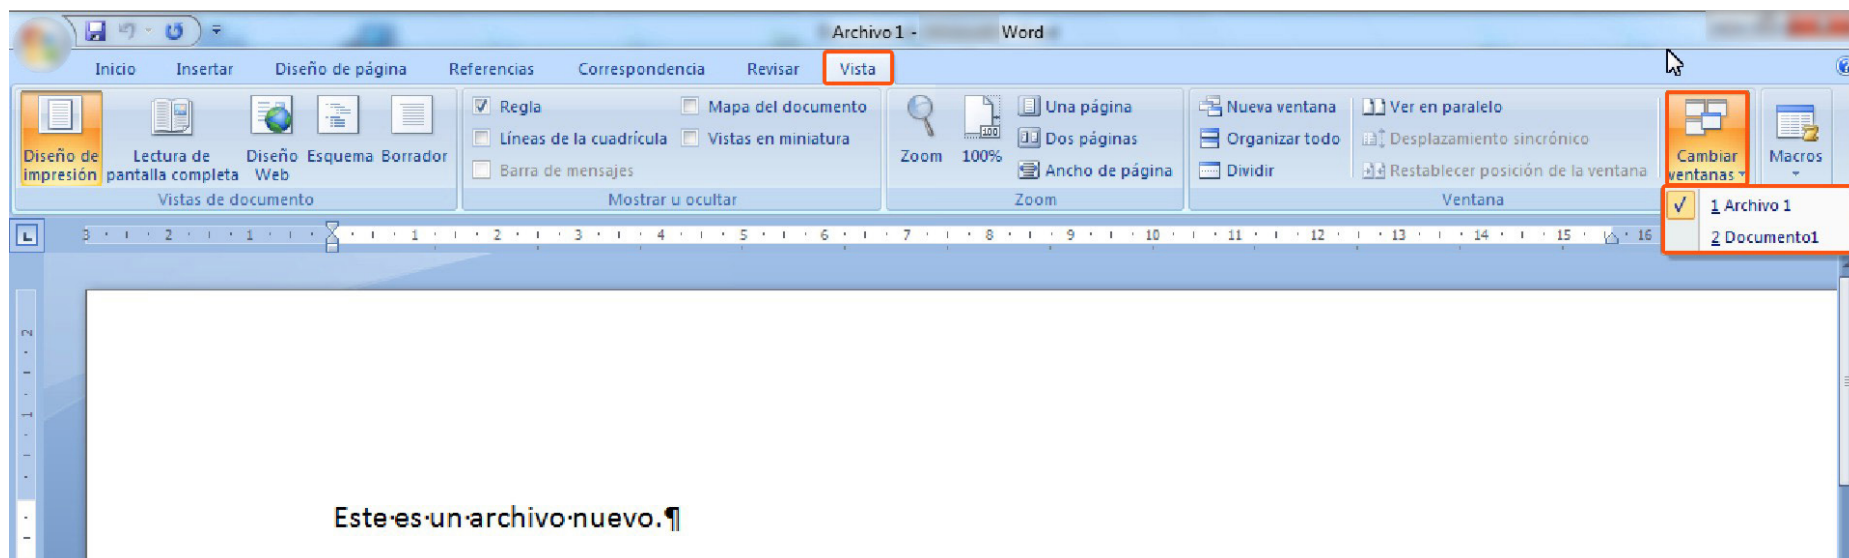 Archivo 1 - Word
Inicio Insertar Diseño de página Referencias Correspondencia Revisar Vista
Regla Mapa del documento Una página Nueva ventana Ver en paralelo
Líneas de la cuadrícula Vistas en miniatura Dos páginas Organizar todo Desplazamiento sincrónico
Diseño de impresión Lectura de pantalla completa Diseño Web Esquema Borrador Barra de mensajes Zoom 100% Ancho de página Dividir Restablecer posición de la ventana Cambiar ventanas Macros
Vistas de documento Mostrar u ocultar Zoom Ventana
1 Archivo 1
2 Documento1
3 2 1 1 2 3 4 5 6 7 8 9 10 11 12 13 14 15 16
2
1
Este·es·un·archivo·nuevo.¶